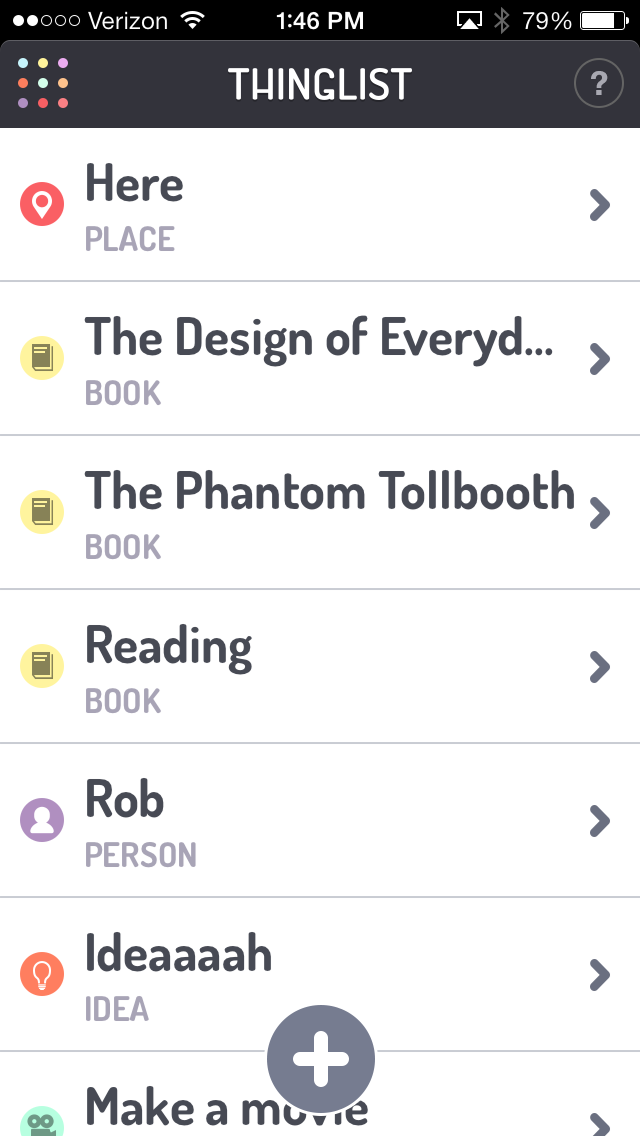 Verizon 1:46 PM 79%
THINGLIST ?
Here
PLACE
The Design of Everyd...
BOOK
The Phantom Tollbooth
BOOK
Reading
BOOK
Rob
PERSON
Ideaaaah
IDEA
Make a movie